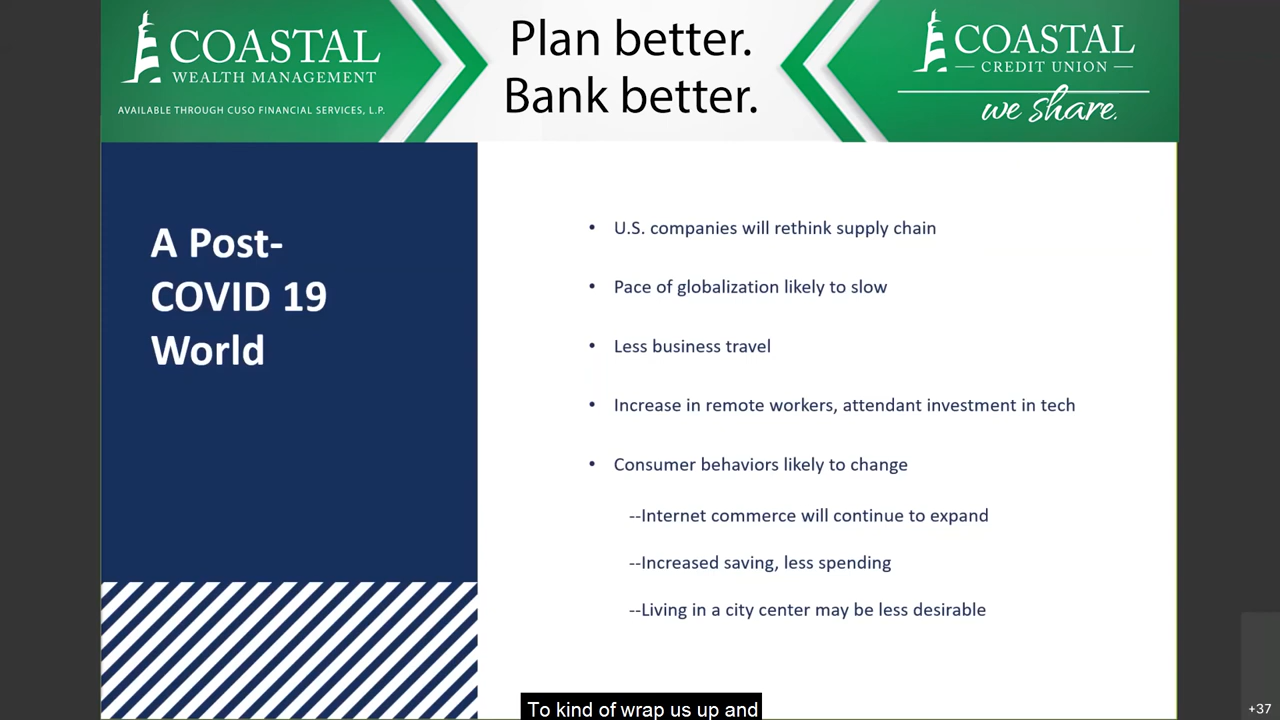 COASTAL
WEALTH MANAGEMENT
AVAILABLE THROUGH CUSO FINANCIAL SERVICES, L.P.
Plan better.
Bank better.
COASTAL
CREDIT UNION
we share.
A Post-
COVID 19
World
• U.S. companies will rethink supply chain
• Pace of globalization likely to slow
• Less business travel
• Increase in remote workers, attendant investment in tech
• Consumer behaviors likely to change
--Internet commerce will continue to expand
--Increased saving, less spending
--Living in a city center may be less desirable
To kind of wrap us up and
+37